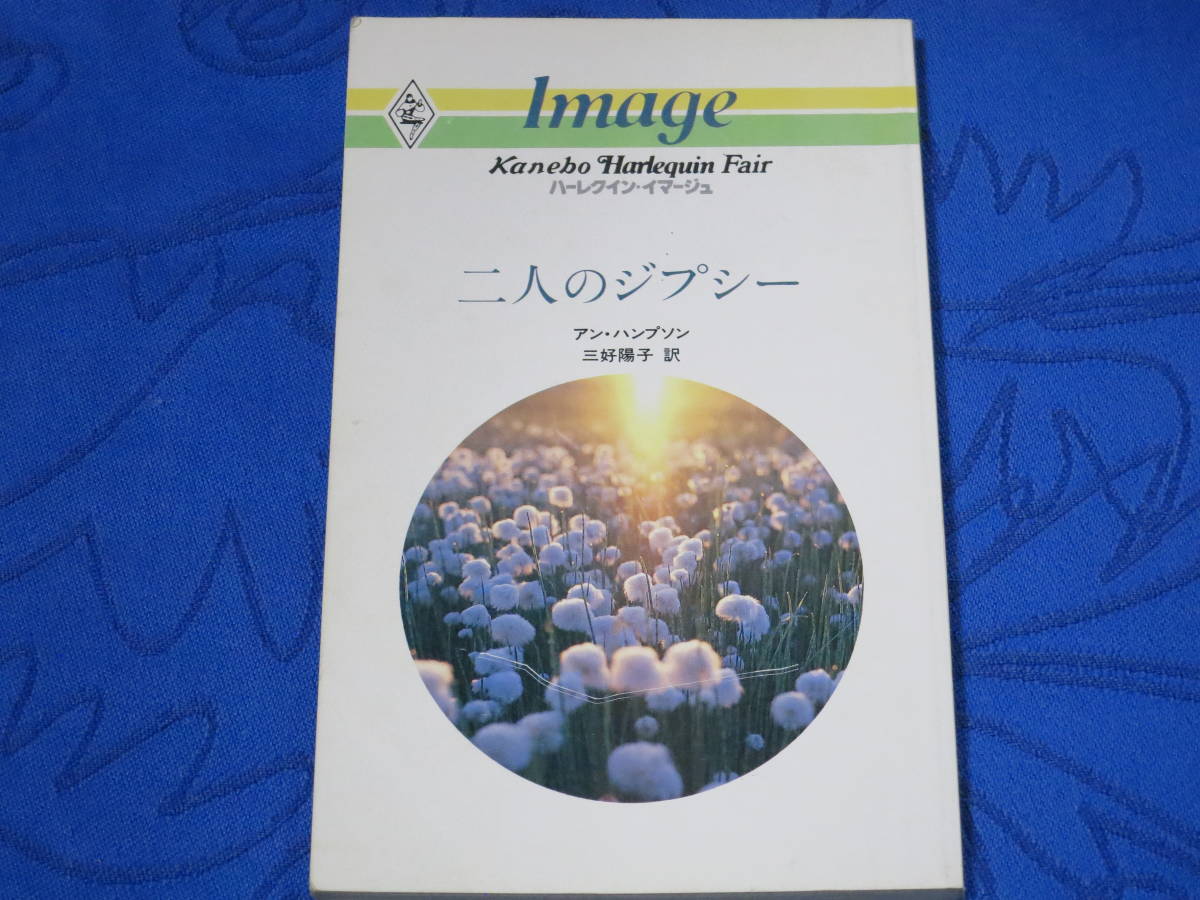 Image
Kanebo Harlequin Fair
ハーレクイン・イマージュ
二人のジプシー
アン・ハンプソン
三好陽子 訳